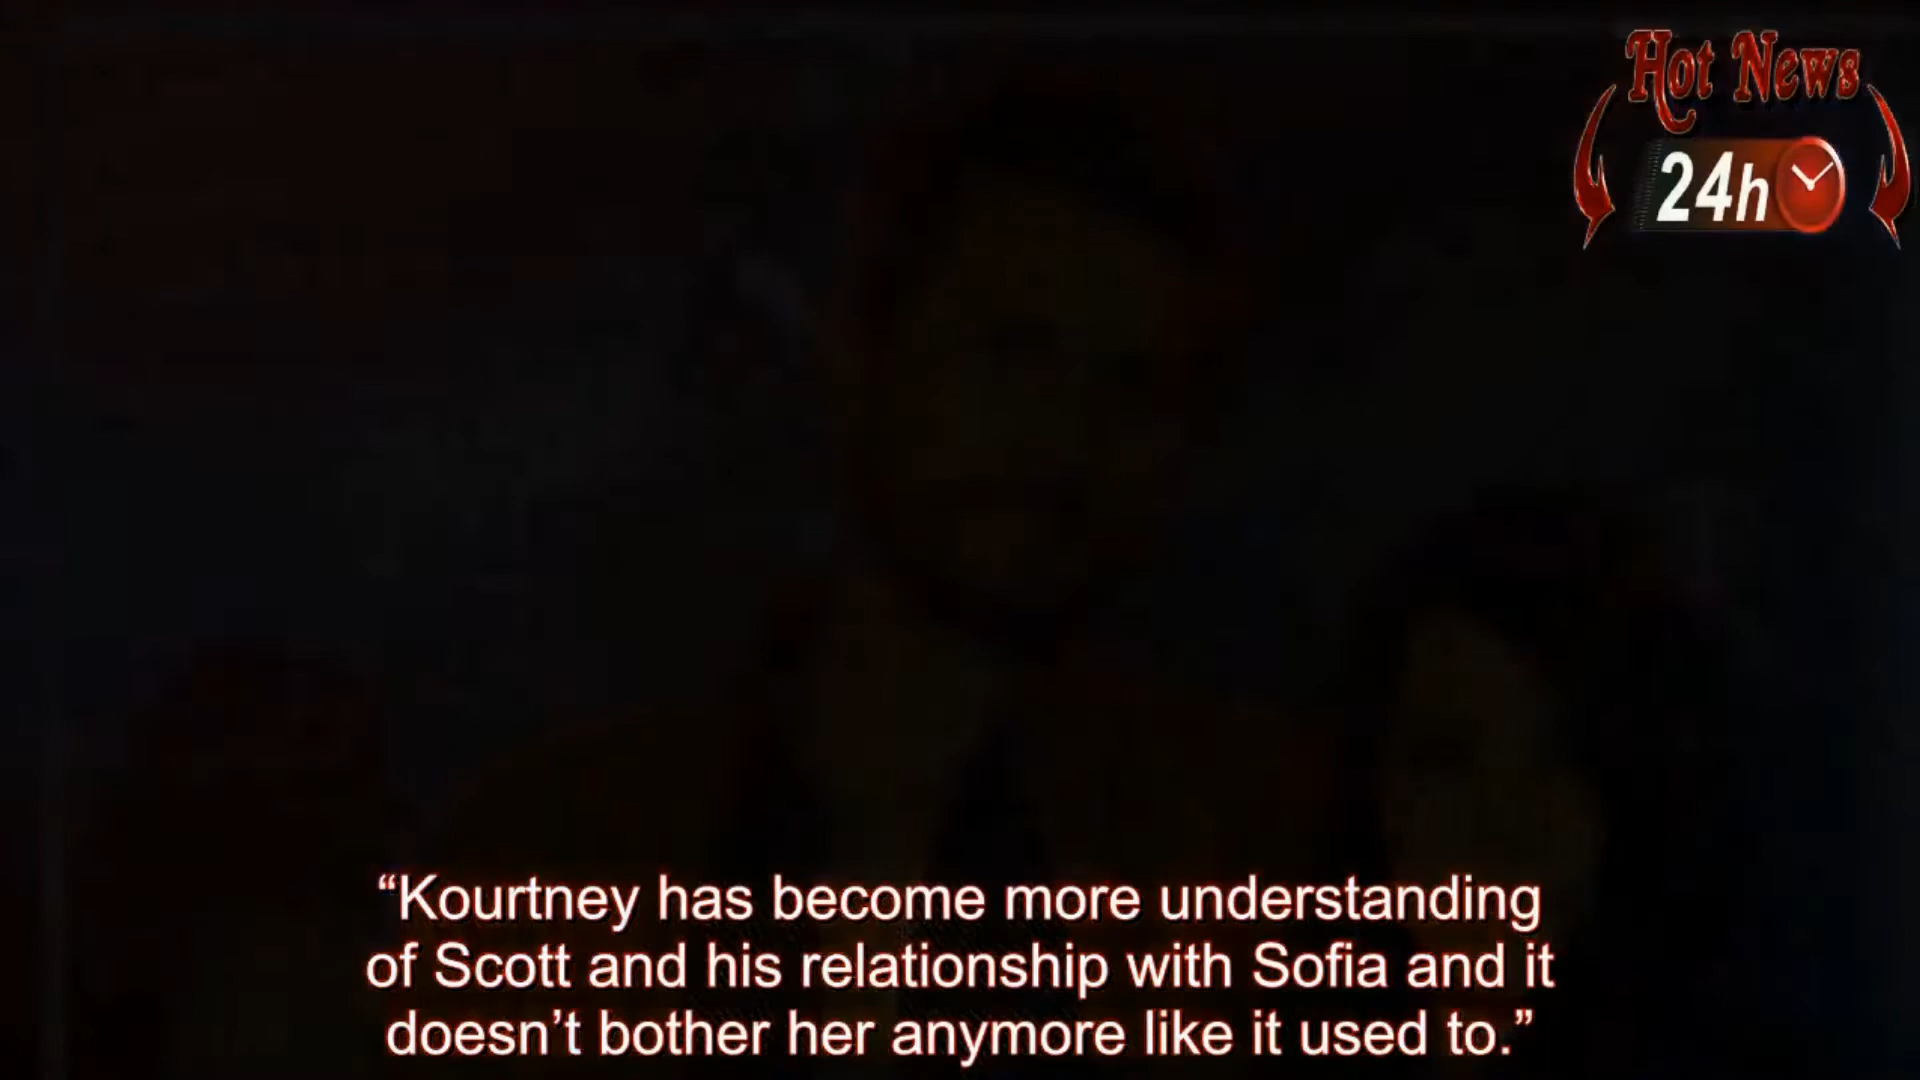 Hot News
24h
“Kourtney has become more understanding
of Scott and his relationship with Sofia and it
doesn’t bother her anymore like it used to.”